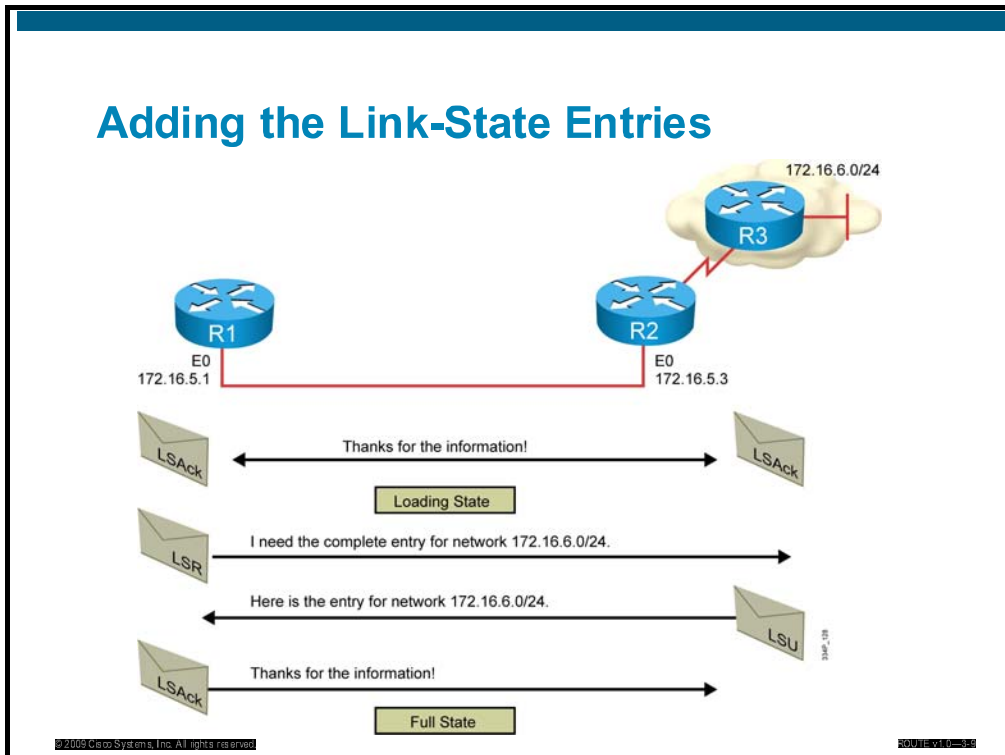 Adding the Link-State Entries
172.16.6.0/24
R3
R1
R2
E0
172.16.5.1
E0
172.16.5.3
LSAck
Thanks for the information!
LSAck
Loading State
LSR
I need the complete entry for network 172.16.6.0/24.
Here is the entry for network 172.16.6.0/24.
LSU
334P_128
LSAck
Thanks for the information!
Full State
© 2009 Cisco Systems, Inc. All rights reserved.
ROUTE v1.0—3-9